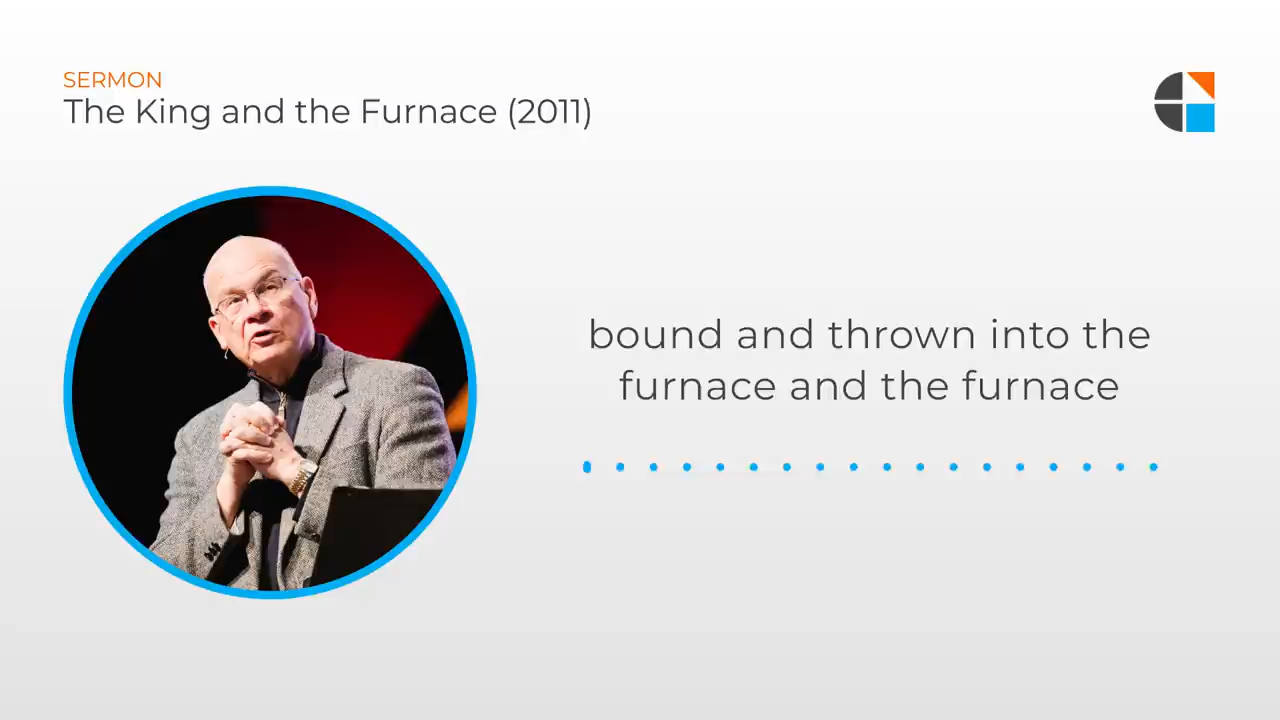 SERMON
The King and the Furnace (2011)
bound and thrown into the
furnace and the furnace